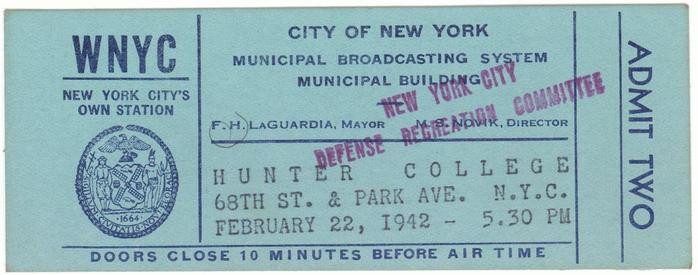 WNYC
NEW YORK CITY'S
OWN STATION
1664
CITY OF NEW YORK
MUNICIPAL BROADCASTING SYSTEM
MUNICIPAL BUILDING
NEW YORK CITY
DEFENSE RECREATION COMMITTEE
F. H. LAGUARDIA, MAYOR M. S. NOVIK, DIRECTOR
HUNTER COLLEGE
68TH ST. & PARK AVE. N.Y.C.
FEBRUARY 22, 1942 - 5.30 PM
DOORS CLOSE 10 MINUTES BEFORE AIR TIME
ADMIT TWO